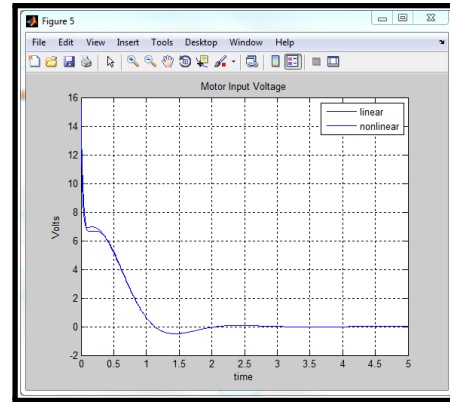 Figure 5
File Edit View Insert Tools Desktop Window Help
Motor Input Voltage
linear
nonlinear
16
14
12
10
8
6
4
2
0
-2
Volts
0 0.5 1 1.5 2 2.5 3 3.5 4 4.5 5
time